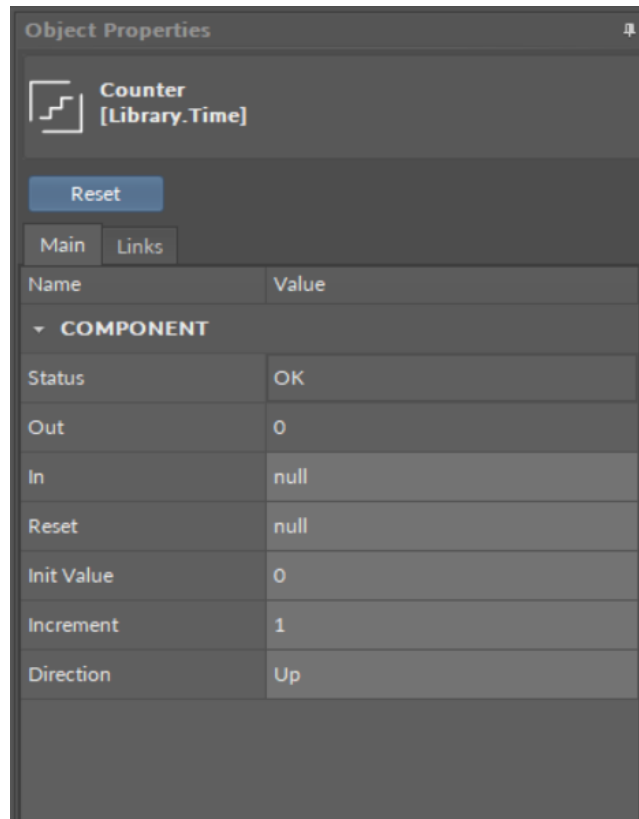 Object Properties
Counter
[Library.Time]
Reset
Main Links
Name Value
COMPONENT
Status OK
Out 0
In null
Reset null
Init Value 0
Increment 1
Direction Up